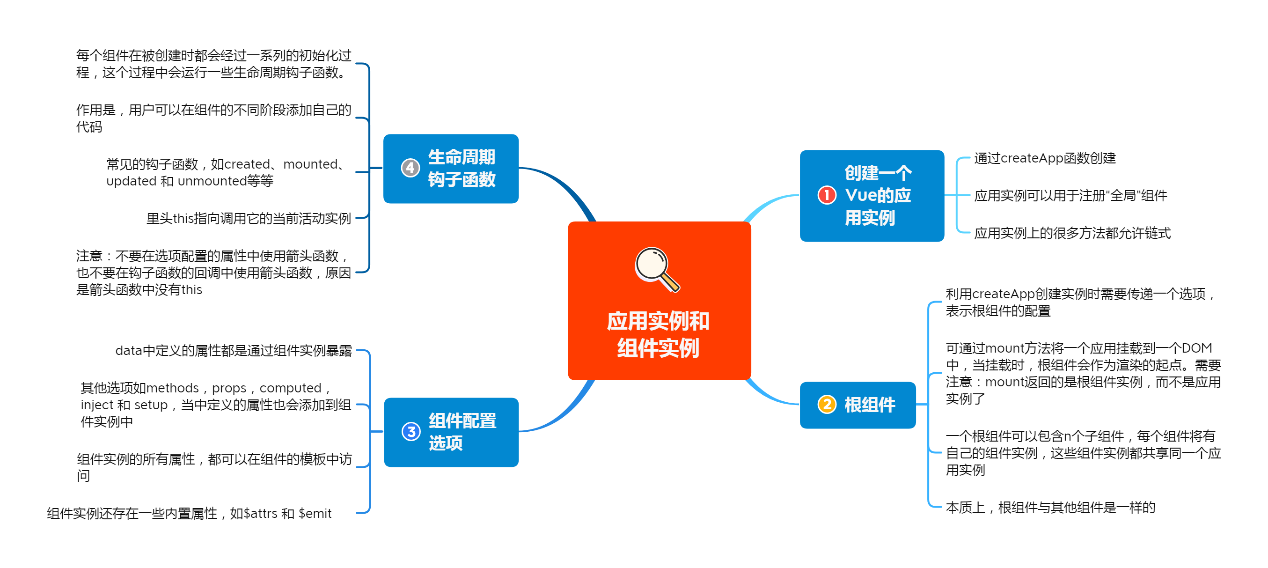 应用实例和
组件实例
1
创建一个
Vue的应
用实例
通过createApp函数创建
应用实例可以用于注册"全局"组件
应用实例上的很多方法都允许链式
2
根组件
利用createApp创建实例时需要传递一个选项，
表示根组件的配置
可通过mount方法将一个应用挂载到一个DOM
中，当挂载时，根组件会作为渲染的起点。需要
注意：mount返回的是根组件实例，而不是应用
实例了
一个根组件可以包含n个子组件，每个组件将有
自己的组件实例，这些组件实例都共享同一个应
用实例
本质上，根组件与其他组件是一样的
3
组件配置
选项
data中定义的属性都是通过组件实例暴露
其他选项如methods，props，computed，
inject 和 setup，当中定义的属性也会添加到组
件实例中
组件实例的所有属性，都可以在组件的模板中访
问
组件实例还存在一些内置属性，如$attrs 和 $emit
4
生命周期
钩子函数
每个组件在被创建时都会经过一系列的初始化过
程，这个过程中会运行一些生命周期钩子函数。
作用是，用户可以在组件的不同阶段添加自己的
代码
常见的钩子函数，如created、mounted、
updated 和 unmounted等等
里头this指向调用它的当前活动实例
注意：不要在选项配置的属性中使用箭头函数，
也不要在钩子函数的回调中使用箭头函数，原因
是箭头函数中没有this